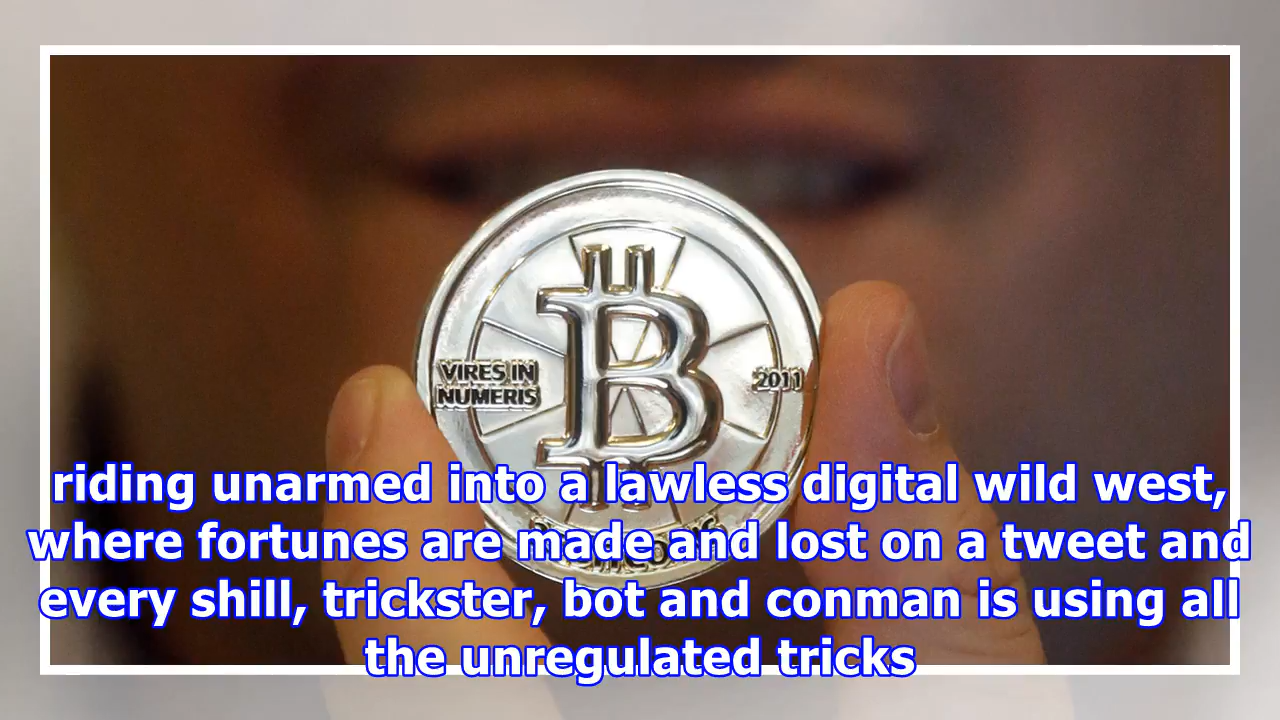 VIRES IN
NUMERIS
2011
riding unarmed into a lawless digital wild west,
where fortunes are made and lost on a tweet and
every shill, trickster, bot and conman is using all
the unregulated tricks